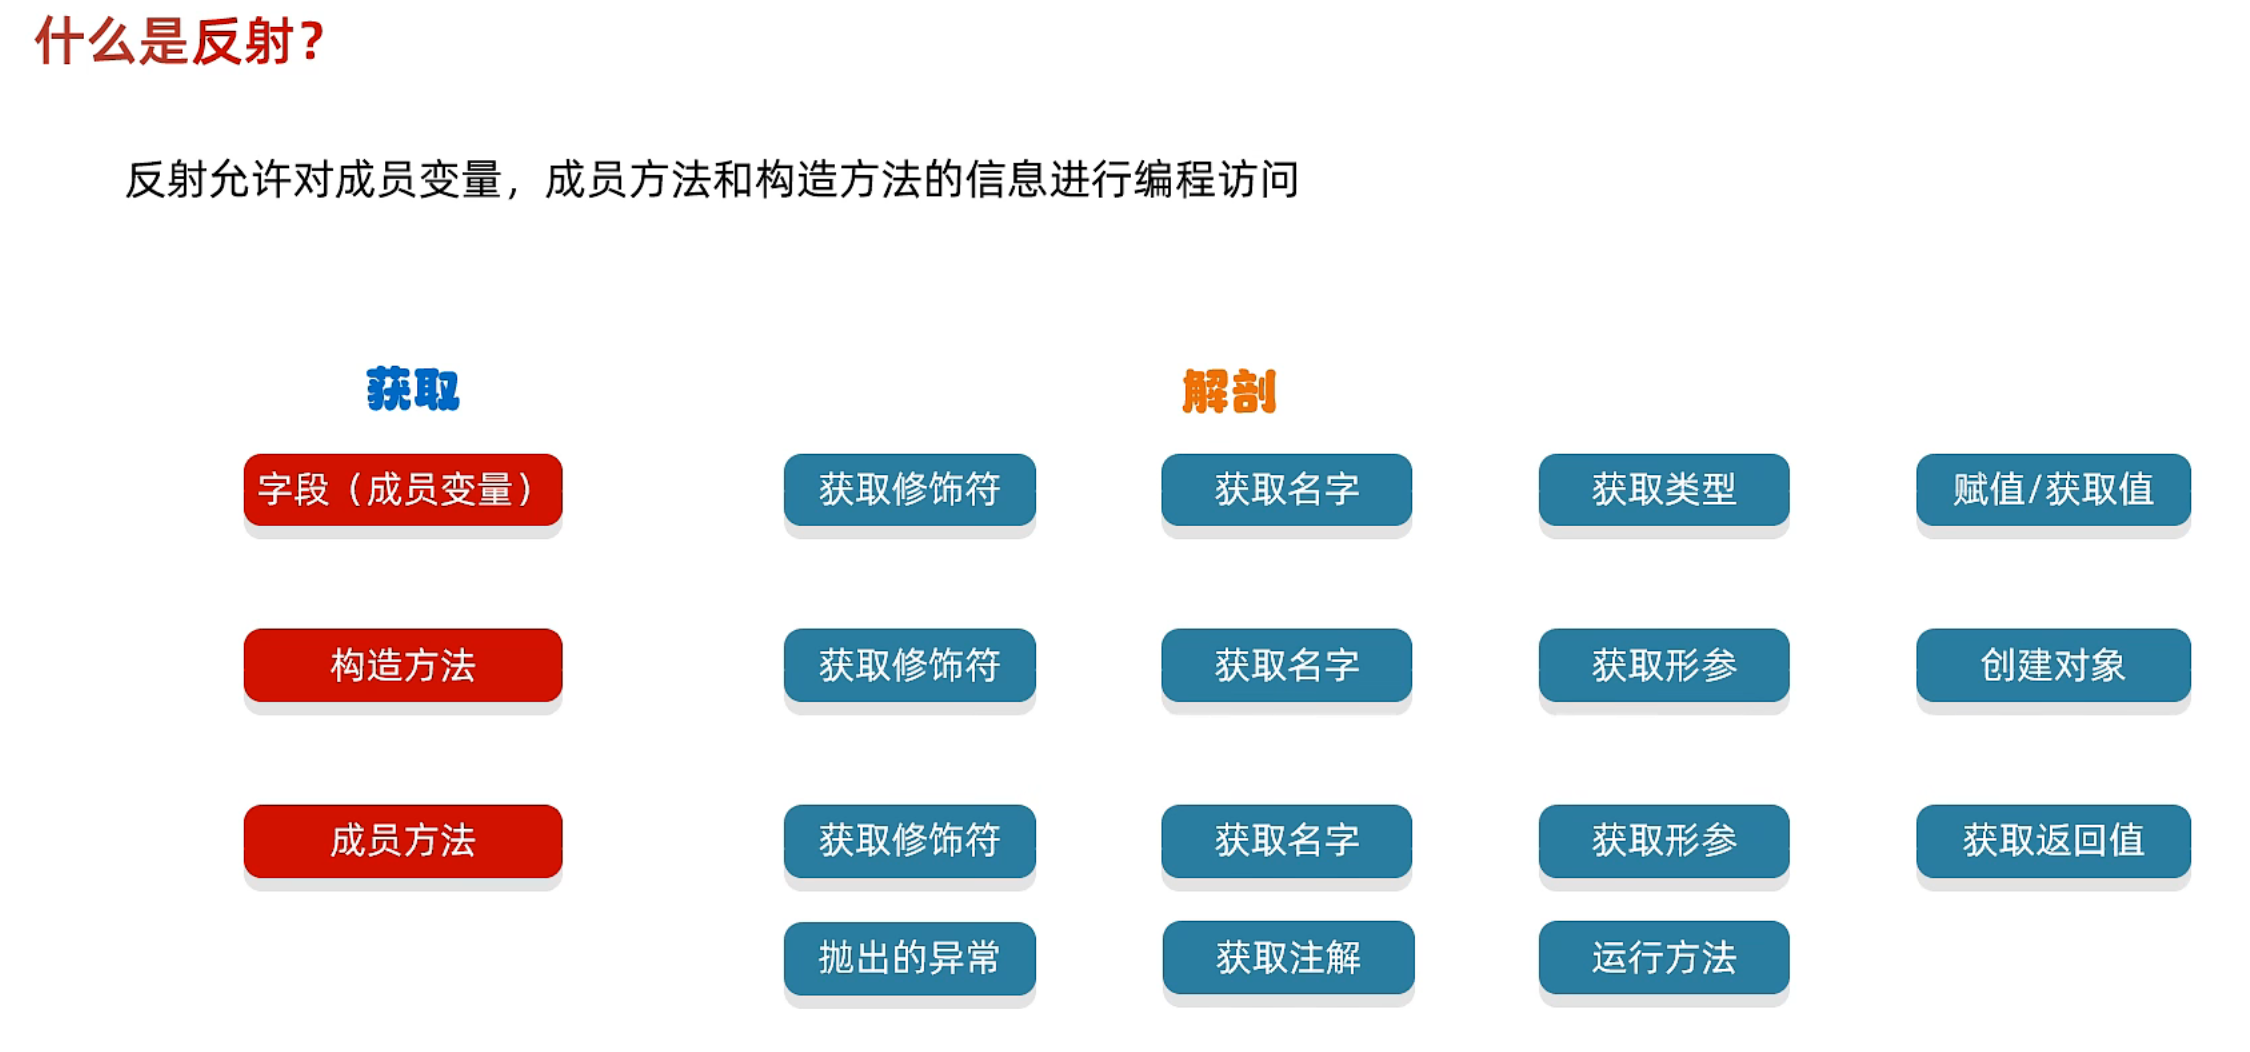 什么是反射？
反射允许对成员变量，成员方法和构造方法的信息进行编程访问
获取 解剖
字段（成员变量） 获取修饰符 获取名字 获取类型 赋值/获取值
构造方法 获取修饰符 获取名字 获取形参 创建对象
成员方法 获取修饰符 获取名字 获取形参 获取返回值
抛出的异常 获取注解 运行方法